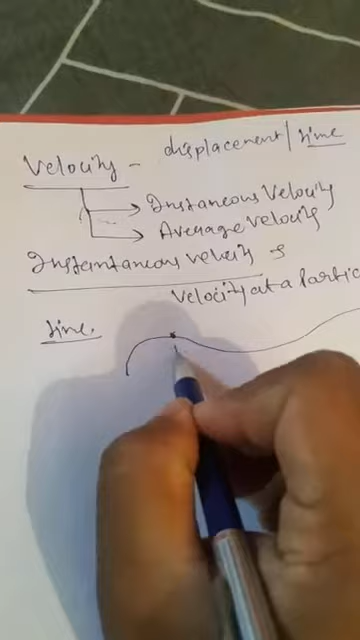 Velocity - displacement/time
Instaneous Velocity
Average Velocity
Instantaneous velocity
Velocity at a Partic
time.